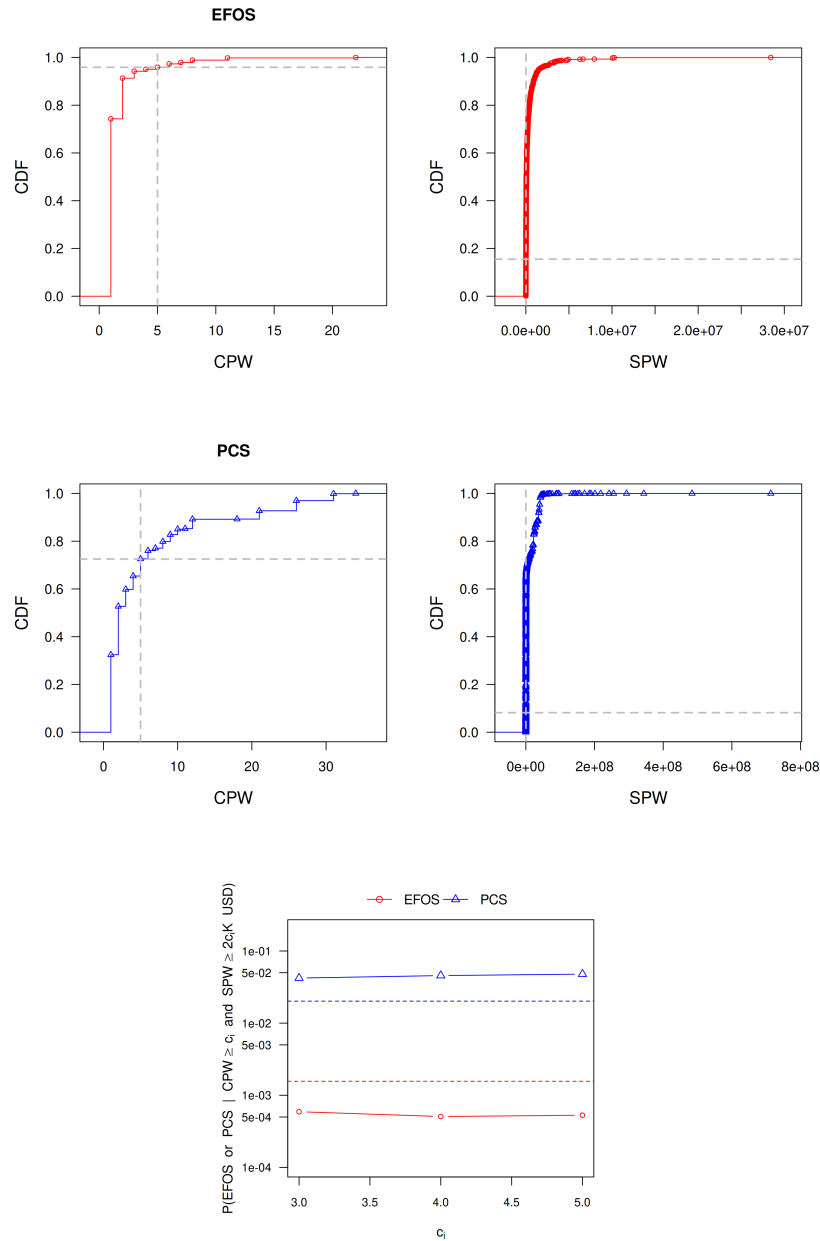 EFOS
CDF
1.0
0.8
0.6
0.4
0.2
0.0
0 5 10 15 20
CPW
CDF
1.0
0.8
0.6
0.4
0.2
0.0
0.0e+00 1.0e+07 2.0e+07 3.0e+07
SPW
PCS
CDF
1.0
0.8
0.6
0.4
0.2
0.0
0 10 20 30
CPW
CDF
1.0
0.8
0.6
0.4
0.2
0.0
0e+00 2e+08 4e+08 6e+08 8e+08
SPW
EFOS PCS
P(EFOS or PCS | CPW ≥ cᵢ and SPW ≥ 2cᵢK USD)
1e-01
5e-02
1e-02
5e-03
1e-03
5e-04
1e-04
3.0 3.5 4.0 4.5 5.0
cᵢ